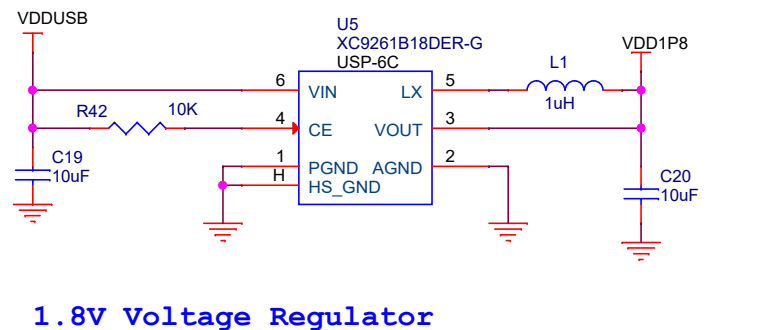 VDDUSB
U5
XC9261B18DER-G
USP-6C
VDD1P8
L1
1uH
6
VIN
LX
5
R42
10K
4
CE
VOUT
3
C19
10uF
1
PGND
AGND
2
H
HS_GND
C20
10uF
1.8V Voltage Regulator